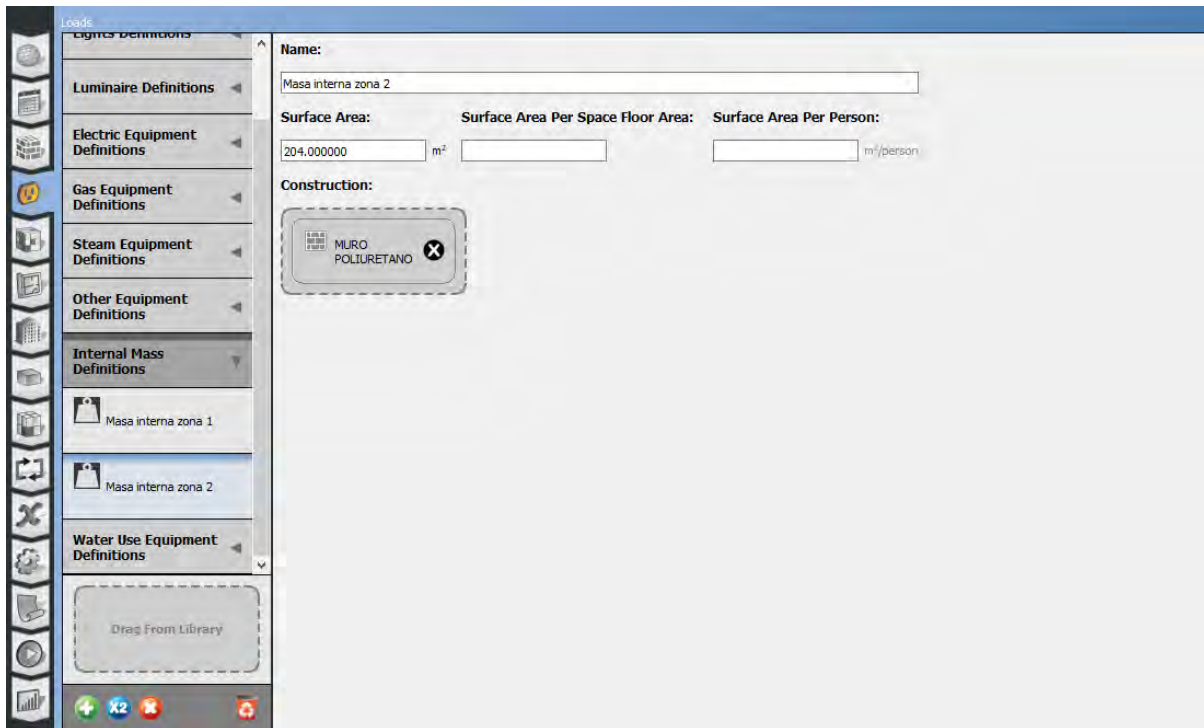 Loads
Lights Definitions
Luminaire Definitions
Electric Equipment
Definitions
Gas Equipment
Definitions
Steam Equipment
Definitions
Other Equipment
Definitions
Internal Mass
Definitions
Masa interna zona 1
Masa interna zona 2
Water Use Equipment
Definitions
Drag From Library
X2
Name:
Masa interna zona 2
Surface Area: Surface Area Per Space Floor Area: Surface Area Per Person:
204.000000 m² m²/person
Construction:
MURO
POLIURETANO